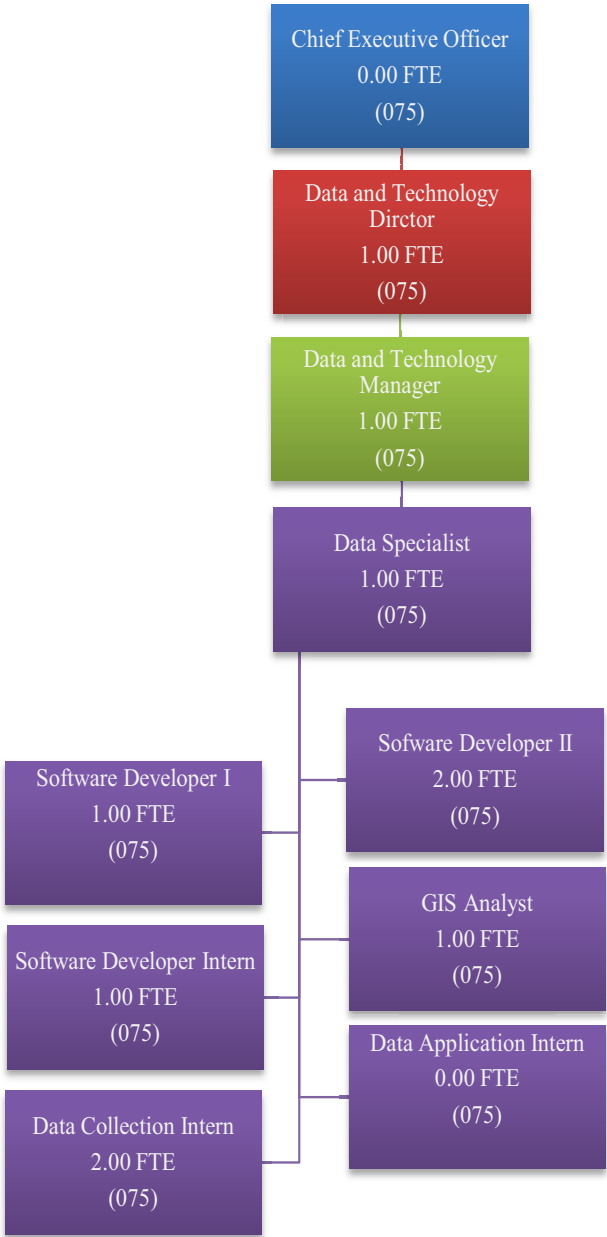 Chief Executive Officer
0.00 FTE
(075)
Data and Technology
Dirctor
1.00 FTE
(075)
Data and Technology
Manager
1.00 FTE
(075)
Data Specialist
1.00 FTE
(075)
Software Developer I
1.00 FTE
(075)
Sofware Developer II
2.00 FTE
(075)
Software Developer Intern
1.00 FTE
(075)
GIS Analyst
1.00 FTE
(075)
Data Collection Intern
2.00 FTE
(075)
Data Application Intern
0.00 FTE
(075)